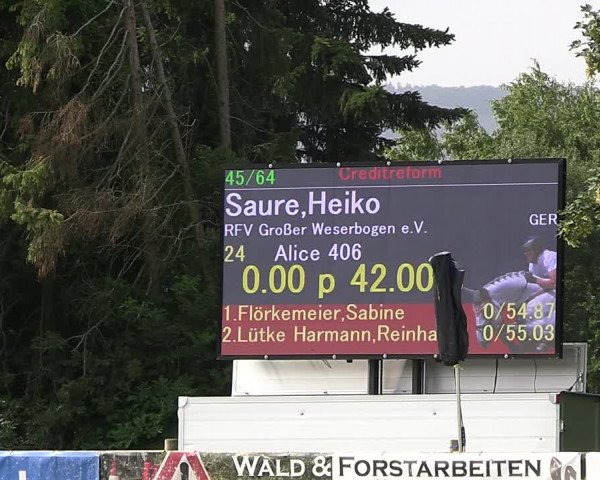 45/64 Creditreform
Saure,Heiko
RFV Großer Weserbogen e.V. GER
24 Alice 406
0.00 p 42.00
1.Flörkemeier,Sabine 0/54.87
2.Lütke Harmann,Reinha 0/55.03
WALD & FORSTARBEITEN